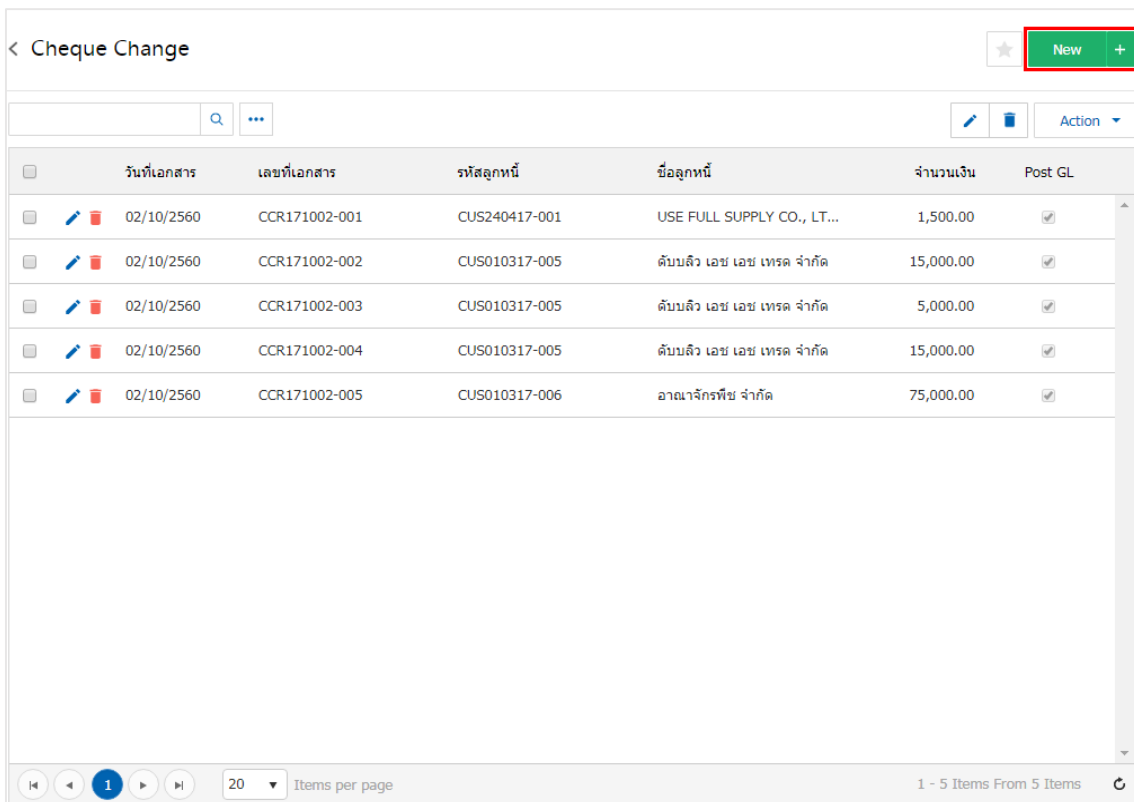 Cheque Change
New +
Action
วันที่เอกสาร เลขที่เอกสาร รหัสลูกหนี้ ชื่อลูกหนี้ จำนวนเงิน Post GL
02/10/2560 CCR171002-001 CUS240417-001 USE FULL SUPPLY CO., LT... 1,500.00
02/10/2560 CCR171002-002 CUS010317-005 ดับบลิว เอช เอช เทรด จำกัด 15,000.00
02/10/2560 CCR171002-003 CUS010317-005 ดับบลิว เอช เอช เทรด จำกัด 5,000.00
02/10/2560 CCR171002-004 CUS010317-005 ดับบลิว เอช เอช เทรด จำกัด 15,000.00
02/10/2560 CCR171002-005 CUS010317-006 อาณาจักรพืช จำกัด 75,000.00
1 20 Items per page 1 - 5 Items From 5 Items